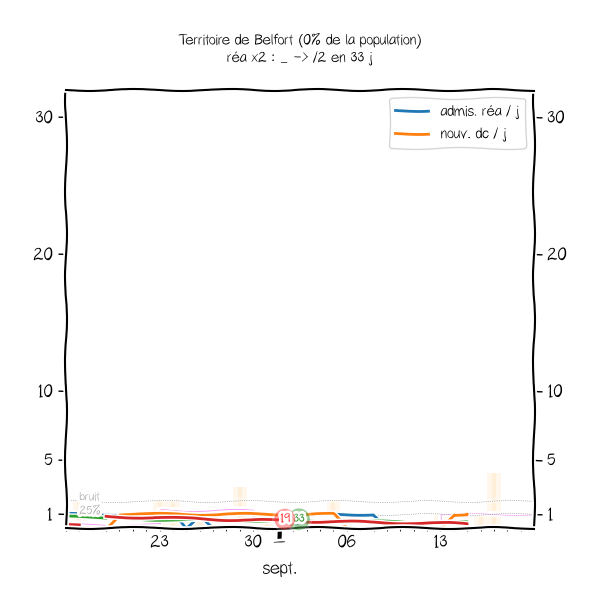 Territoire de Belfort (0% de la population)
réa x2 : _ -> /2 en 33 j
admis. réa / j
nouv. dc / j
30 30
20 20
10 10
5 5
bruit
25%
1 19 33 1
23 30 06 13
sept.